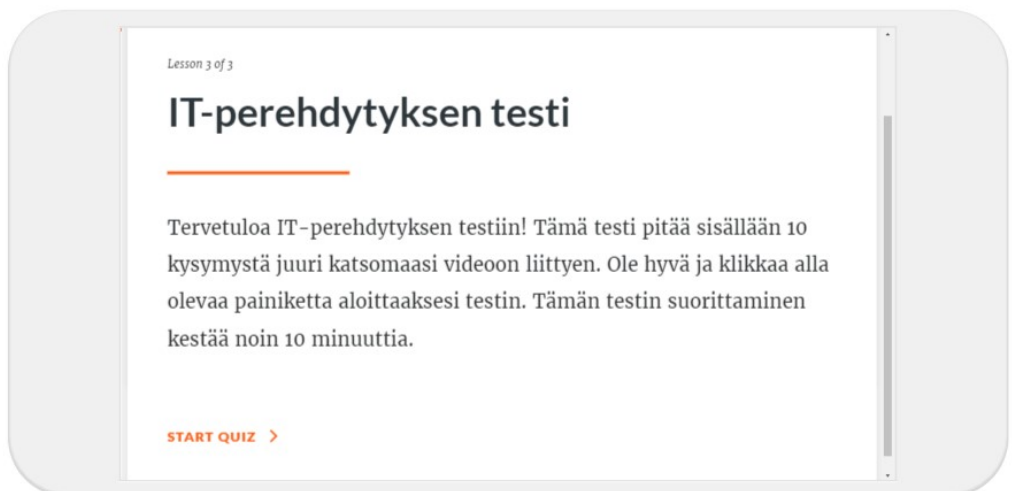 Lesson 3 of 3
IT-perehdytyksen testi
Tervetuloa IT-perehdytyksen testiin! Tämä testi pitää sisällään 10
kysymystä juuri katsomaasi videoon liittyen. Ole hyvä ja klikkaa alla
olevaa painiketta aloittaaksesi testin. Tämän testin suorittaminen
kestää noin 10 minuuttia.
START QUIZ